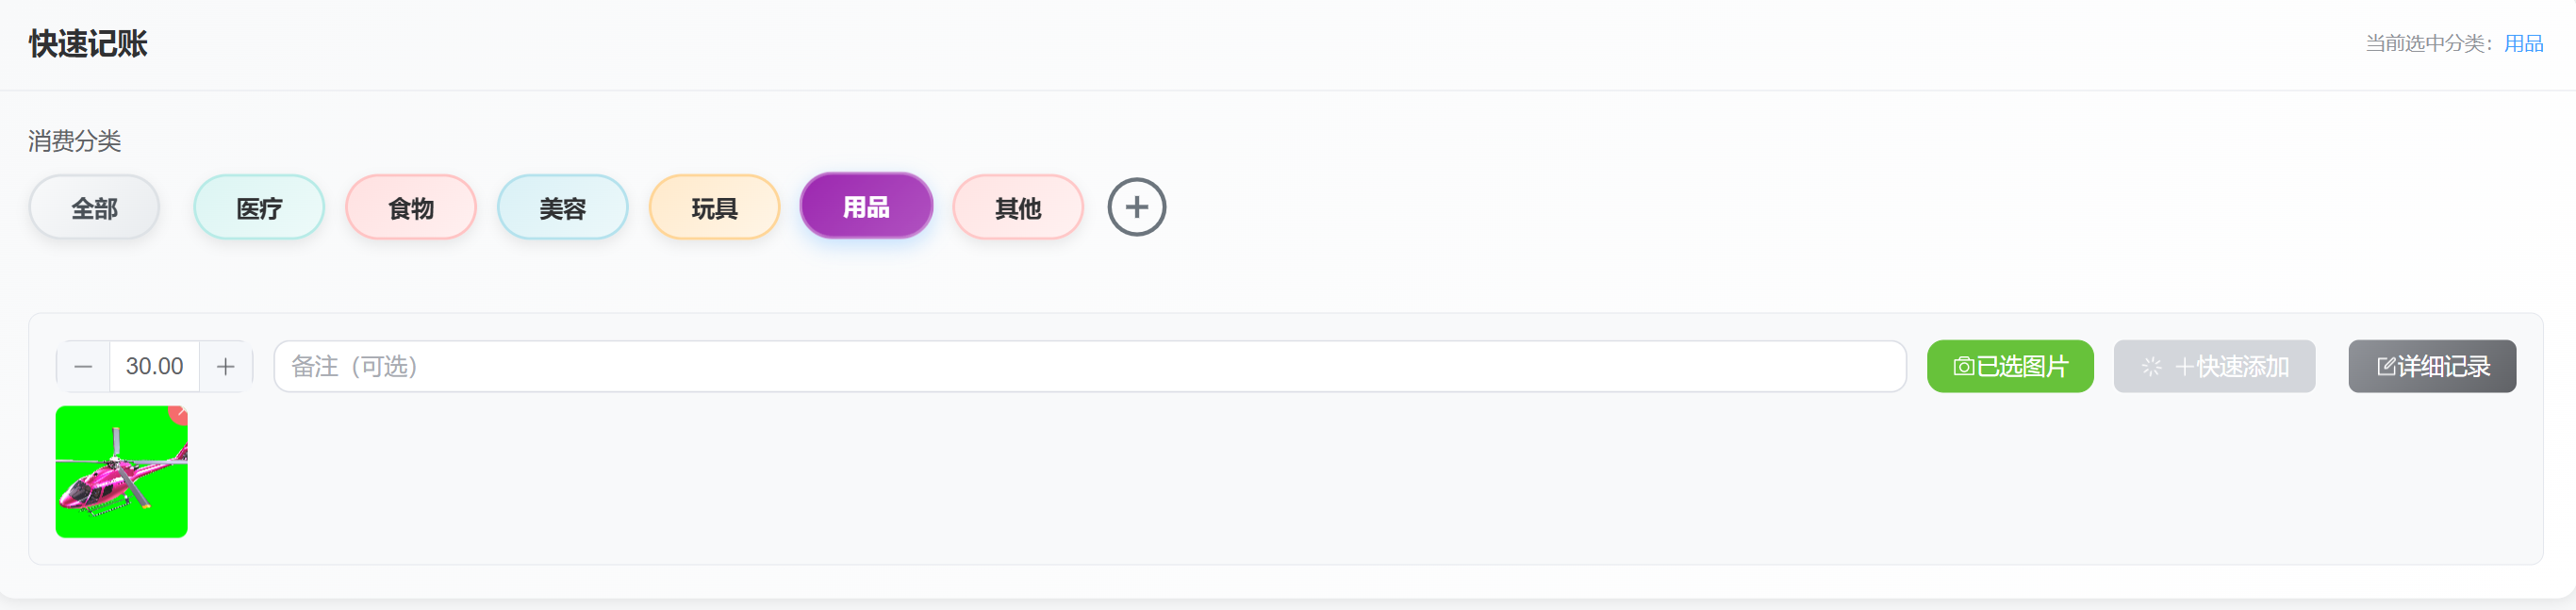 快速记账
当前选中分类：用品
消费分类
全部 医疗 食物 美容 玩具 用品 其他
30.00 备注（可选） 已选图片 快速添加 详细记录